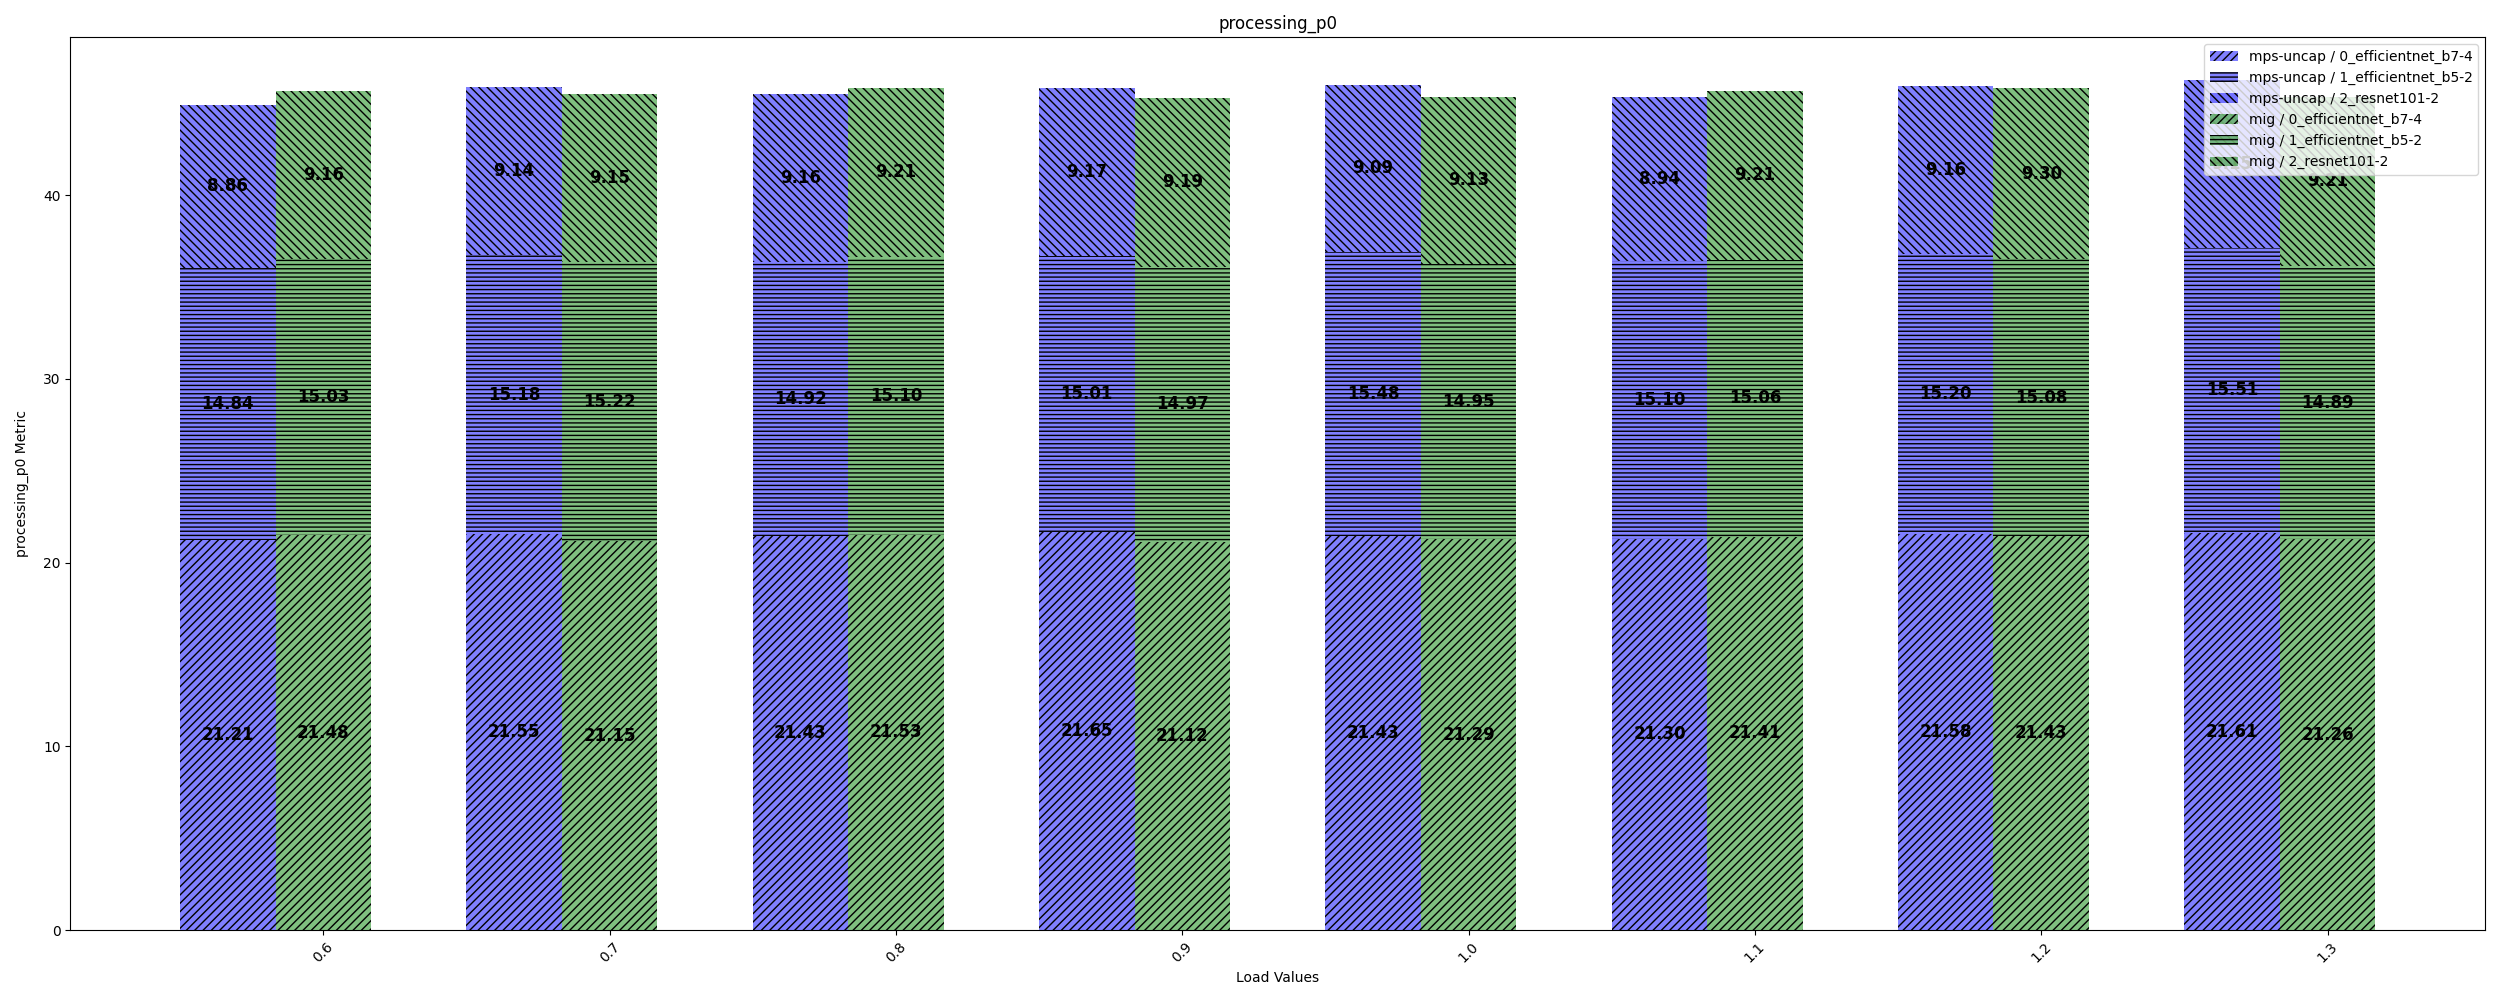 processing_p0
mps-uncap / 0_efficientnet_b7-4
mps-uncap / 1_efficientnet_b5-2
mps-uncap / 2_resnet101-2
mig / 0_efficientnet_b7-4
mig / 1_efficientnet_b5-2
mig / 2_resnet101-2
processing_p0 Metric
40
30
20
10
0
8.86 9.16 9.14 9.15 9.16 9.21 9.17 9.19 9.09 9.13 8.94 9.21 9.16 9.30 9.21
14.84 15.03 15.18 15.22 14.92 15.10 15.01 14.97 15.48 14.95 15.10 15.06 15.20 15.08 15.51 14.89
21.21 21.48 21.55 21.15 21.43 21.53 21.65 21.12 21.43 21.29 21.30 21.41 21.58 21.43 21.61 21.26
0.6 0.7 0.8 0.9 1.0 1.1 1.2 1.3
Load Values